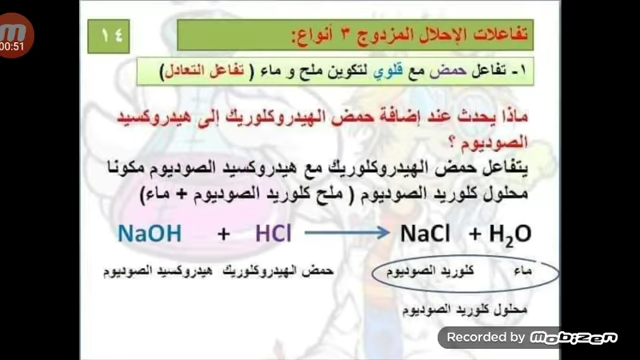 00:51
١٤
تفاعلات الإحلال المزدوج ٣ أنواع:
١- تفاعل حمض مع قلوي لتكوين ملح و ماء ( تفاعل التعادل)
ماذا يحدث عند إضافة حمض الهيدروكلوريك إلى هيدروكسيد
الصوديوم ؟
يتفاعل حمض الهيدروكلوريك مع هيدروكسيد الصوديوم مكونا
محلول كلوريد الصوديوم ( ملح كلوريد الصوديوم + ماء)
NaOH + HCl → NaCl + H₂O
هيدروكسيد الصوديوم حمض الهيدروكلوريك كلوريد الصوديوم ماء
محلول كلوريد الصوديوم
Recorded by mobizen